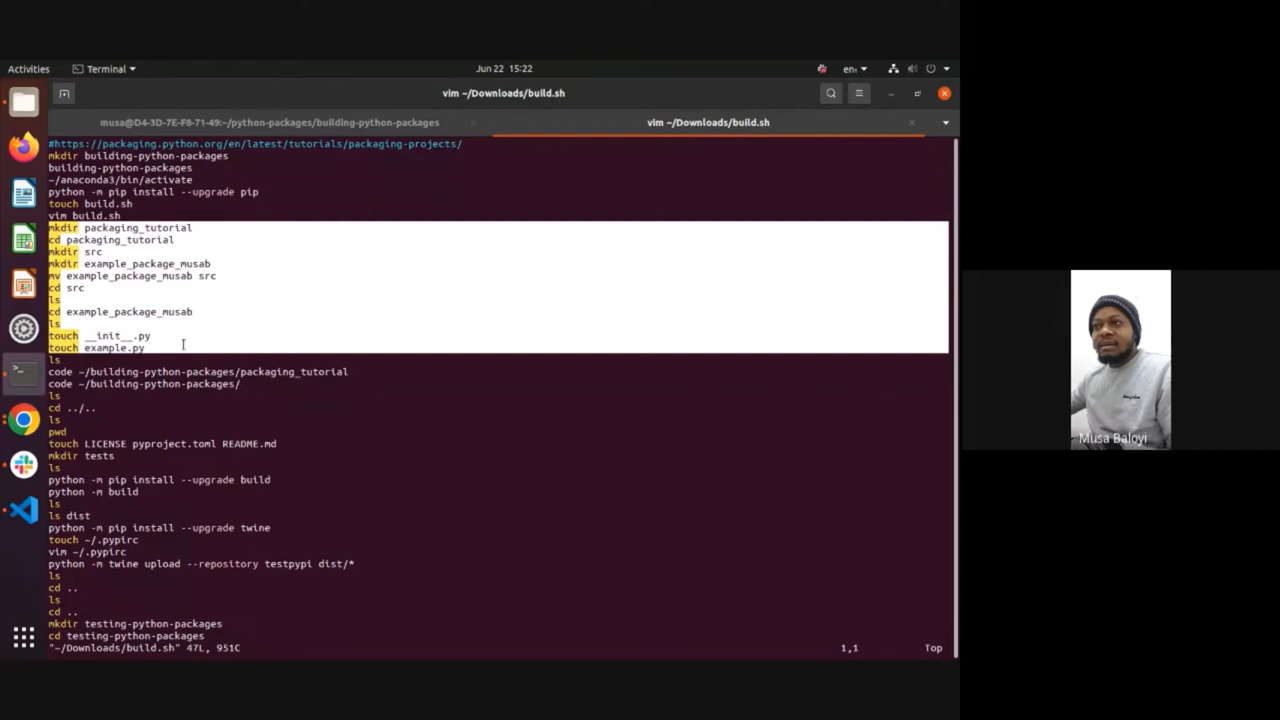 Activities
Terminal
Jun 22 15:22
en₁
vim ~/Downloads/build.sh
musa@D4-3D-7E-F8-71-49:~/python-packages/building-python-packages
vim ~/Downloads/build.sh
#https://packaging.python.org/en/latest/tutorials/packaging-projects/
mkdir building-python-packages
building-python-packages
~/anaconda3/bin/activate
python -m pip install --upgrade pip
touch build.sh
vim build.sh
mkdir packaging_tutorial
cd packaging_tutorial
mkdir src
mkdir example_package_musab
mv example_package_musab src
cd src
ls
cd example_package_musab
ls
touch __init__.py
touch example.py
ls
code ~/building-python-packages/packaging_tutorial
code ~/building-python-packages/
ls
cd ../..
ls
pwd
touch LICENSE pyproject.toml README.md
mkdir tests
ls
python -m pip install --upgrade build
python -m build
ls
ls dist
python -m pip install --upgrade twine
touch ~/.pypirc
vim ~/.pypirc
python -m twine upload --repository testpypi dist/*
ls
cd ..
ls
cd ..
mkdir testing-python-packages
cd testing-python-packages
"~/Downloads/build.sh" 47L, 951C
1,1
Top
Musa Baloyi